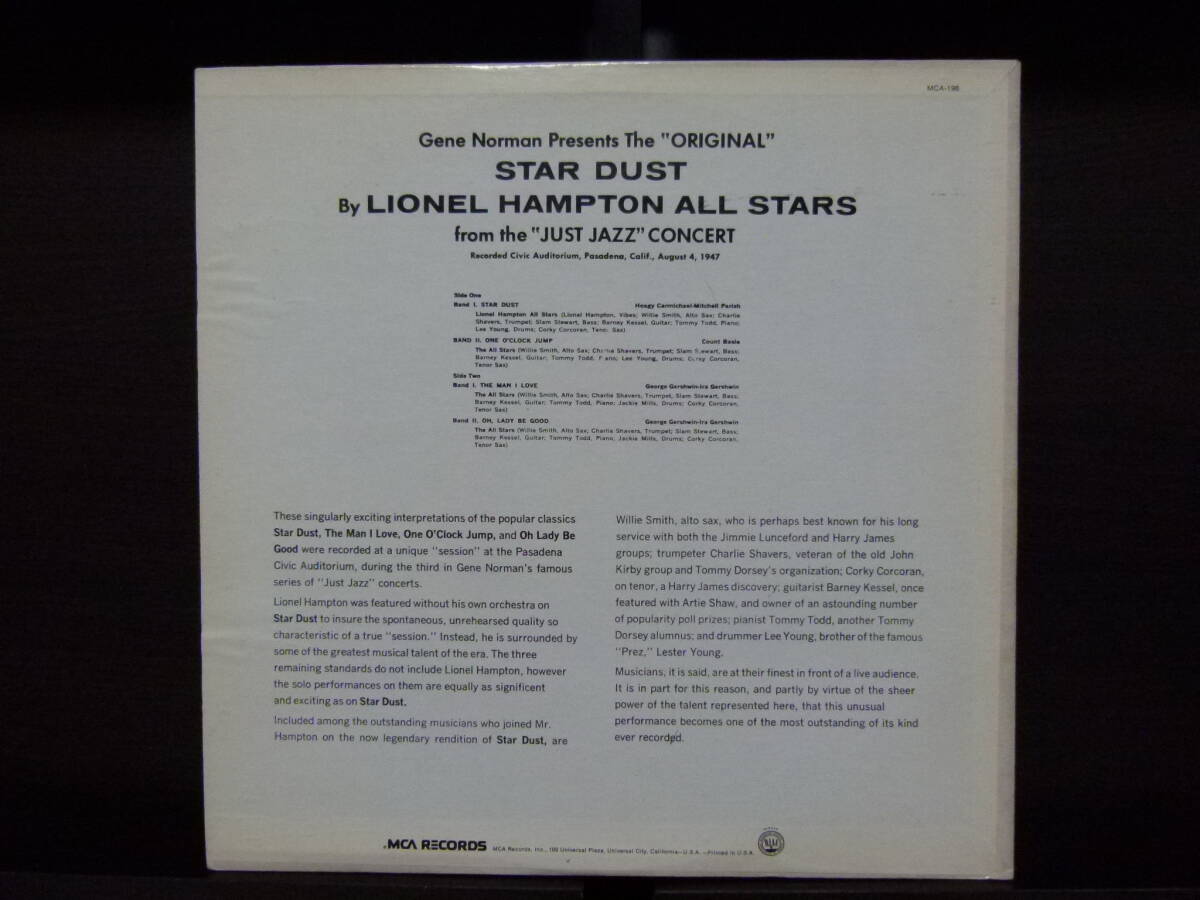 MCA-198
Gene Norman Presents The "ORIGINAL"
STAR DUST
By LIONEL HAMPTON ALL STARS
from the "JUST JAZZ" CONCERT
Recorded Civic Auditorium, Pasadena, Calif., August 4, 1947
Side One
Band I. STAR DUST Hoagy Carmichael-Mitchell Parish
Lionel Hampton All Stars (Lionel Hampton, Vibes; Willie Smith, Alto Sax; Charlie
Shavers, Trumpet; Slam Stewart, Bass; Barney Kessel, Guitar; Tommy Todd, Piano;
Lee Young, Drums; Corky Corcoran, Tenor Sax)
BAND II. ONE O'CLOCK JUMP Count Basie
The All Stars (Willie Smith, Alto Sax; Charlie Shavers, Trumpet; Slam Stewart, Bass;
Barney Kessel, Guitar; Tommy Todd, Piano; Lee Young, Drums; Corky Corcoran,
Tenor Sax)
Side Two
Band I. THE MAN I LOVE George Gershwin-Ira Gershwin
The All Stars (Willie Smith, Alto Sax; Charlie Shavers, Trumpet, Slam Stewart, Bass;
Barney Kessel, Guitar; Tommy Todd, Piano; Jackie Mills, Drums; Corky Corcoran,
Tenor Sax)
Band II. OH, LADY BE GOOD George Gershwin-Ira Gershwin
The All Stars (Willie Smith, Alto Sax; Charlie Shavers, Trumpet; Slam Stewart, Bass;
Barney Kessel, Guitar; Tommy Todd, Piano; Jackie Mills, Drums; Corky Corcoran,
Tenor Sax)
These singularly exciting interpretations of the popular classics
Star Dust, The Man I Love, One O'Clock Jump, and Oh Lady Be
Good were recorded at a unique "session" at the Pasadena
Civic Auditorium, during the third in Gene Norman's famous
series of "Just Jazz" concerts.
Lionel Hampton was featured without his own orchestra on
Star Dust to insure the spontaneous, unrehearsed quality so
characteristic of a true "session." Instead, he is surrounded by
some of the greatest musical talent of the era. The three
remaining standards do not include Lionel Hampton, however
the solo performances on them are equally as significent
and exciting as on Star Dust.
Included among the outstanding musicians who joined Mr.
Hampton on the now legendary rendition of Star Dust, are
Willie Smith, alto sax, who is perhaps best known for his long
service with both the Jimmie Lunceford and Harry James
groups; trumpeter Charlie Shavers, veteran of the old John
Kirby group and Tommy Dorsey's organization; Corky Corcoran,
on tenor, a Harry James discovery; guitarist Barney Kessel, once
featured with Artie Shaw, and owner of an astounding number
of popularity poll prizes; pianist Tommy Todd, another Tommy
Dorsey alumnus; and drummer Lee Young, brother of the famous
"Prez," Lester Young.
Musicians, it is said, are at their finest in front of a live audience.
It is in part for this reason, and partly by virtue of the sheer
power of the talent represented here, that this unusual
performance becomes one of the most outstanding of its kind
ever recorded.
MCA RECORDS MCA Records, Inc., 100 Universal Plaza, Universal City, California—U.S.A. —Printed in U.S.A.